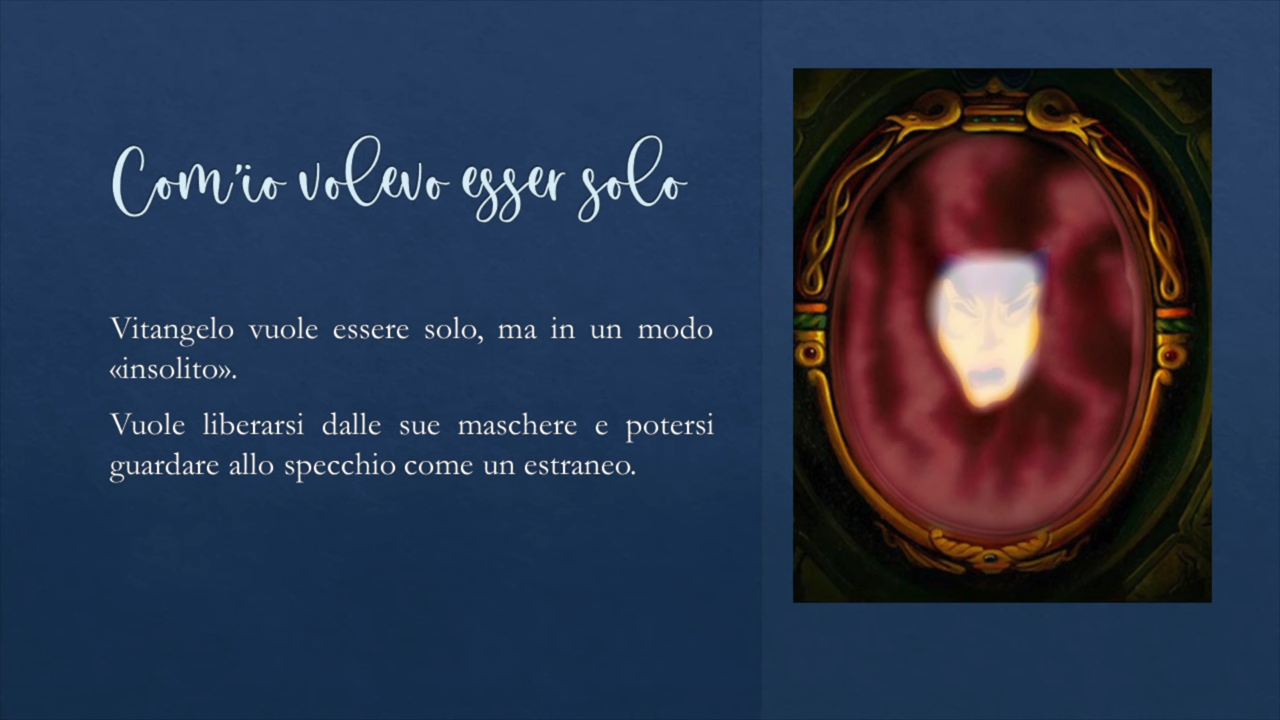 Com'io volevo esser solo
Vitangelo vuole essere solo, ma in un modo
«insolito».
Vuole liberarsi dalle sue maschere e potersi
guardare allo specchio come un estraneo.